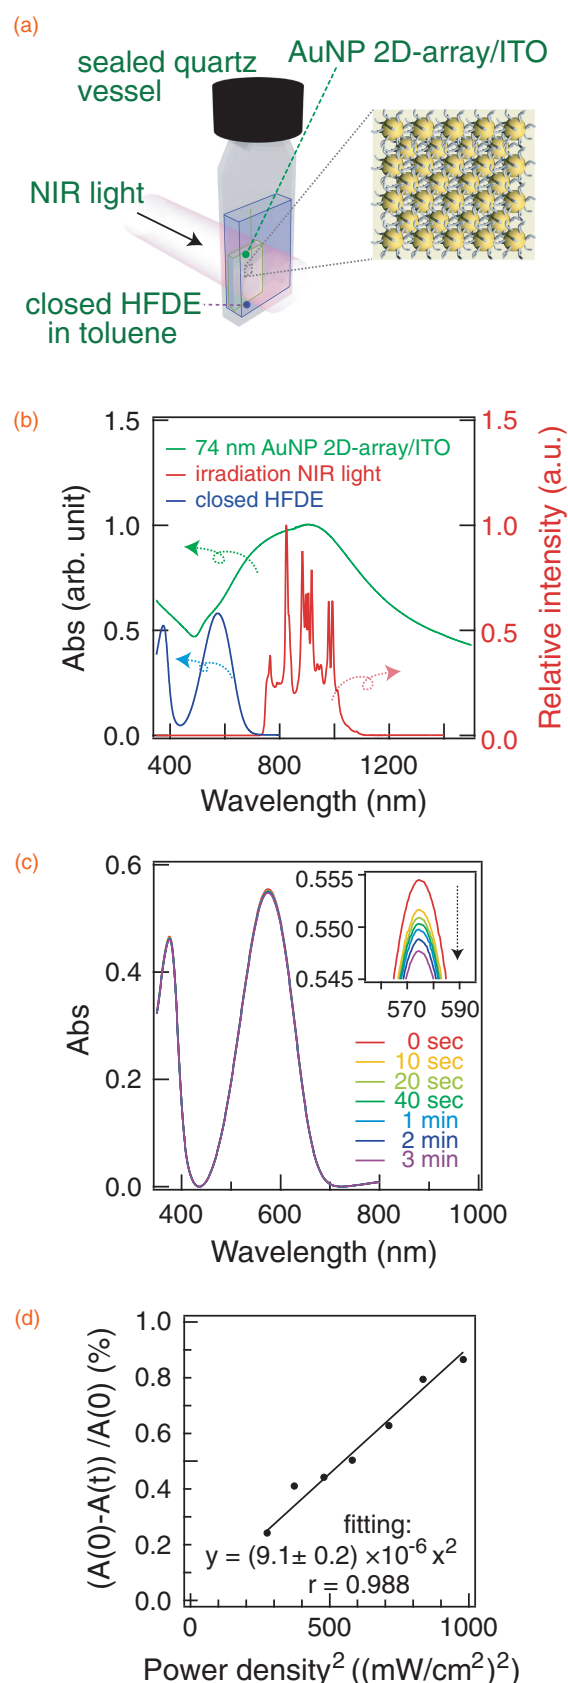 (a)
AuNP 2D-array/ITO
sealed quartz
vessel
NIR light
closed HFDE
in toluene
(b)
1.5
1.0
0.5
0.0
Abs (arb. unit)
74 nm AuNP 2D-array/ITO
irradiation NIR light
closed HFDE
1.5
1.0
0.5
0.0
Relative intensity (a.u.)
400 800 1200
Wavelength (nm)
(c)
0.6
0.4
0.2
0.0
Abs
0.555
0.550
0.545
570 590
0 sec
10 sec
20 sec
40 sec
1 min
2 min
3 min
400 600 800 1000
Wavelength (nm)
(d)
1.0
0.8
0.6
0.4
0.2
0.0
(A(0)-A(t)) /A(0) (%)
fitting:
y = (9.1± 0.2) ×10⁻⁶ x²
r = 0.988
0 500 1000
Power density² ((mW/cm²)²)